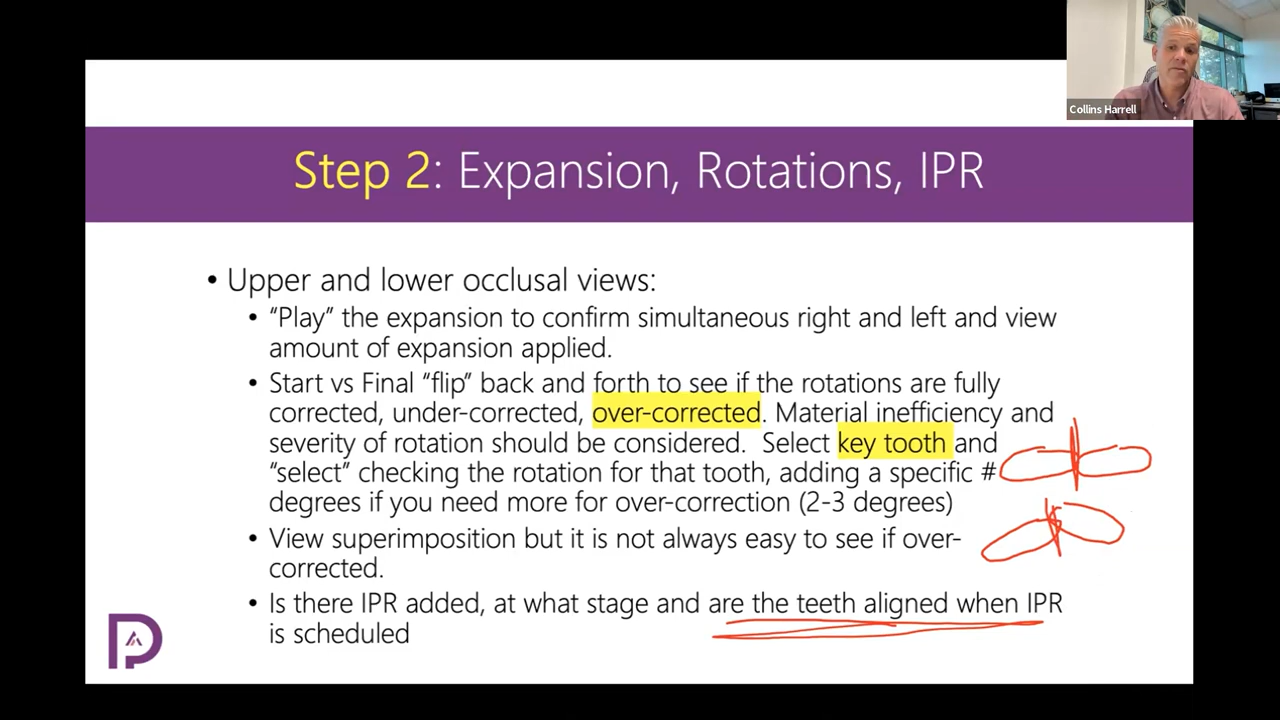 Collins Harrell
Step 2: Expansion, Rotations, IPR
• Upper and lower occlusal views:
• “Play” the expansion to confirm simultaneous right and left and view
amount of expansion applied.
• Start vs Final “flip” back and forth to see if the rotations are fully
corrected, under-corrected, over-corrected. Material inefficiency and
severity of rotation should be considered. Select key tooth and
“select” checking the rotation for that tooth, adding a specific #
degrees if you need more for over-correction (2-3 degrees)
• View superimposition but it is not always easy to see if over-
corrected.
• Is there IPR added, at what stage and are the teeth aligned when IPR
is scheduled